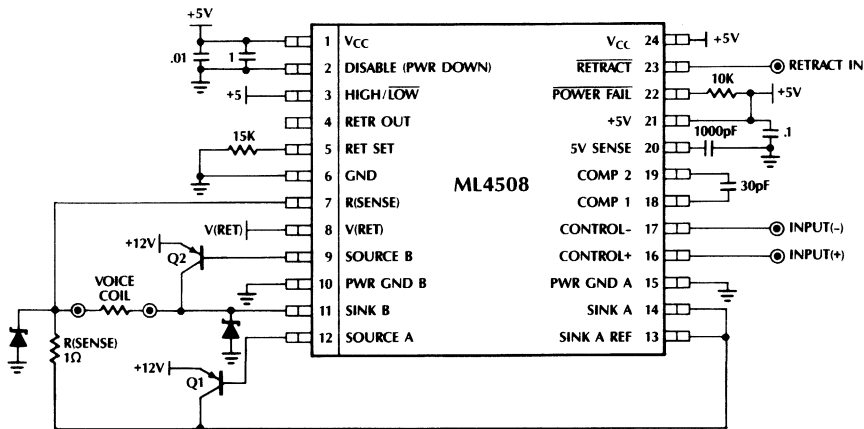 +5V
.01
1
+5
15K
V(RET)
+12V
Q2
VOICE
COIL
R(SENSE)
1Ω
+12V
Q1
1 VCC
2 DISABLE (PWR DOWN)
3 HIGH/LOW
4 RETR OUT
5 RET SET
6 GND
7 R(SENSE)
8 V(RET)
9 SOURCE B
10 PWR GND B
11 SINK B
12 SOURCE A
ML4508
VCC 24
RETRACT 23
POWER FAIL 22
+5V 21
5V SENSE 20
COMP 2 19
COMP 1 18
CONTROL- 17
CONTROL+ 16
PWR GND A 15
SINK A 14
SINK A REF 13
+5V
RETRACT IN
10K
+5V
1000pF
.1
30pF
INPUT(-)
INPUT(+)